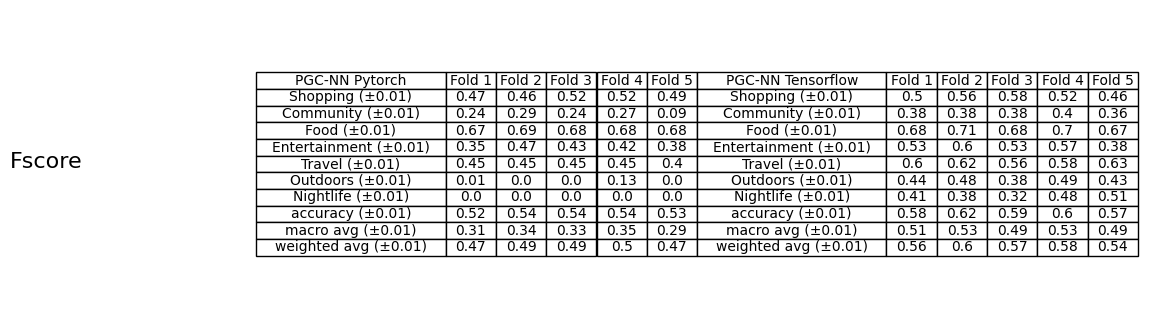 PGC-NN Pytorch Fold 1 Fold 2 Fold 3 Fold 4 Fold 5 PGC-NN Tensorflow Fold 1 Fold 2 Fold 3 Fold 4 Fold 5
Shopping (±0.01) 0.47 0.46 0.52 0.52 0.49 Shopping (±0.01) 0.5 0.56 0.58 0.52 0.46
Community (±0.01) 0.24 0.29 0.24 0.27 0.09 Community (±0.01) 0.38 0.38 0.38 0.4 0.36
Food (±0.01) 0.67 0.69 0.68 0.68 0.68 Food (±0.01) 0.68 0.71 0.68 0.7 0.67
Entertainment (±0.01) 0.35 0.47 0.43 0.42 0.38 Entertainment (±0.01) 0.53 0.6 0.53 0.57 0.38
Fscore
Travel (±0.01) 0.45 0.45 0.45 0.45 0.4 Travel (±0.01) 0.6 0.62 0.56 0.58 0.63
Outdoors (±0.01) 0.01 0.0 0.0 0.13 0.0 Outdoors (±0.01) 0.44 0.48 0.38 0.49 0.43
Nightlife (±0.01) 0.0 0.0 0.0 0.0 0.0 Nightlife (±0.01) 0.41 0.38 0.32 0.48 0.51
accuracy (±0.01) 0.52 0.54 0.54 0.54 0.53 accuracy (±0.01) 0.58 0.62 0.59 0.6 0.57
macro avg (±0.01) 0.31 0.34 0.33 0.35 0.29 macro avg (±0.01) 0.51 0.53 0.49 0.53 0.49
weighted avg (±0.01) 0.47 0.49 0.49 0.5 0.47 weighted avg (±0.01) 0.56 0.6 0.57 0.58 0.54